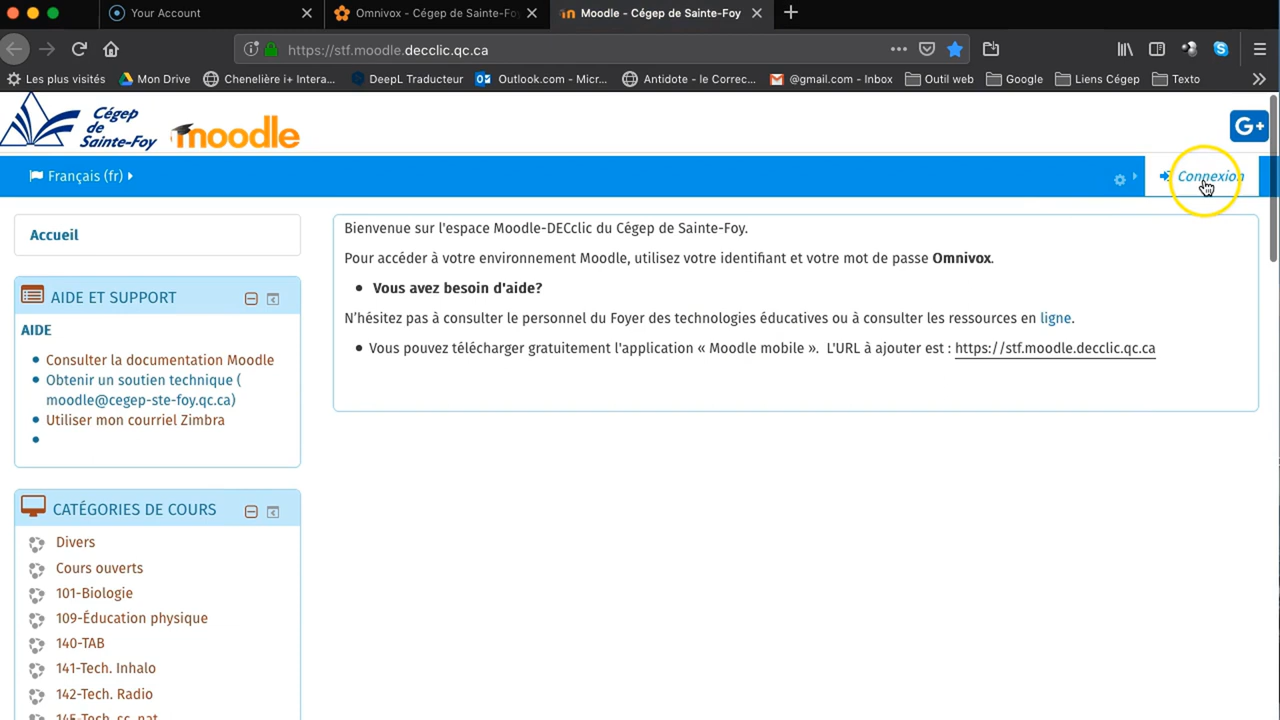 Your Account
Omnivox - Cégep de Sainte-Fo
Moodle - Cégep de Sainte-Foy
https://stf.moodle.decclic.qc.ca
Les plus visités
Mon Drive
Chenelière i+ Intera...
DeepL Traducteur
Outlook.com - Micr...
Antidote - le Correc...
@gmail.com - Inbox
Outil web
Google
Liens Cégep
Texto
Cégep
de
Sainte-Foy
moodle
G+
Français (fr)
Connexion
Accueil
Bienvenue sur l'espace Moodle-DECclic du Cégep de Sainte-Foy.
Pour accéder à votre environnement Moodle, utilisez votre identifiant et votre mot de passe Omnivox.
• Vous avez besoin d'aide?
N'hésitez pas à consulter le personnel du Foyer des technologies éducatives ou à consulter les ressources en ligne.
• Vous pouvez télécharger gratuitement l'application « Moodle mobile ». L'URL à ajouter est : https://stf.moodle.decclic.qc.ca
AIDE ET SUPPORT
AIDE
• Consulter la documentation Moodle
• Obtenir un soutien technique (
moodle@cegep-ste-foy.qc.ca)
• Utiliser mon courriel Zimbra
•
CATÉGORIES DE COURS
Divers
Cours ouverts
101-Biologie
109-Éducation physique
140-TAB
141-Tech. Inhalo
142-Tech. Radio
145-Tech. sc. nat